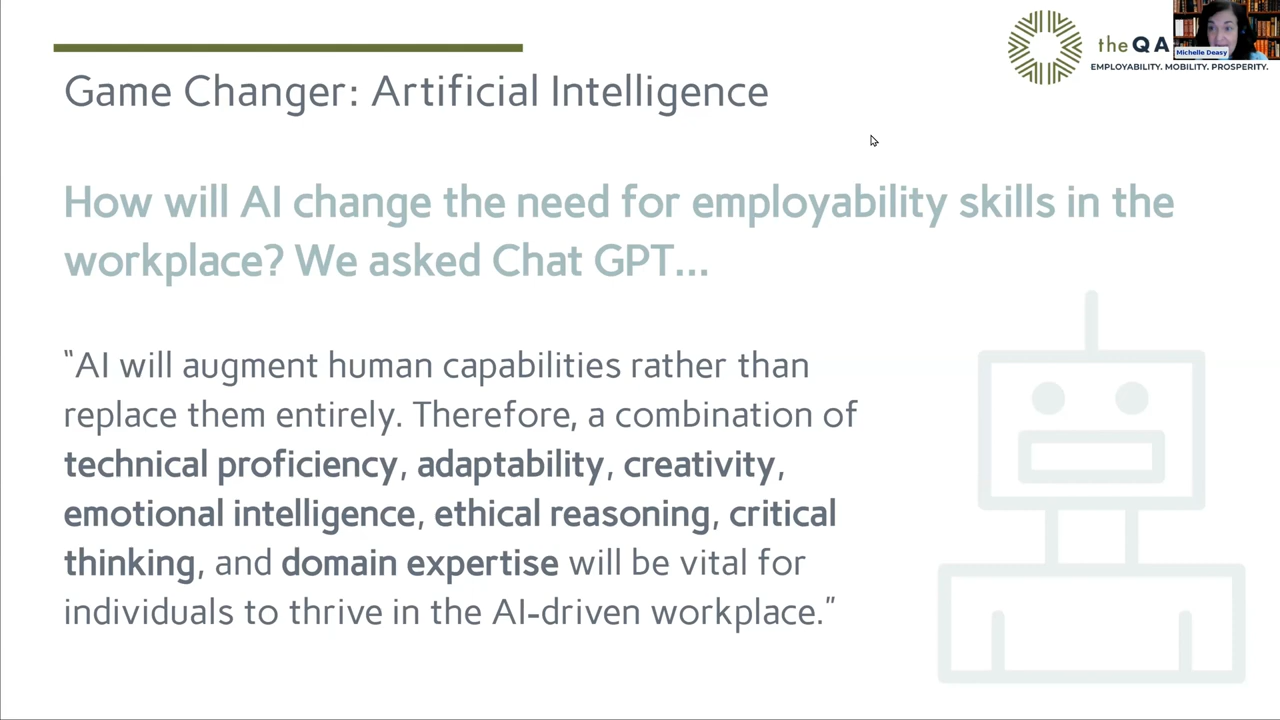 theQA
EMPLOYABILITY. MOBILITY. PROSPERITY.
Michelle Deasy
Game Changer: Artificial Intelligence
How will AI change the need for employability skills in the
workplace? We asked Chat GPT...
“AI will augment human capabilities rather than
replace them entirely. Therefore, a combination of
technical proficiency, adaptability, creativity,
emotional intelligence, ethical reasoning, critical
thinking, and domain expertise will be vital for
individuals to thrive in the AI-driven workplace.”